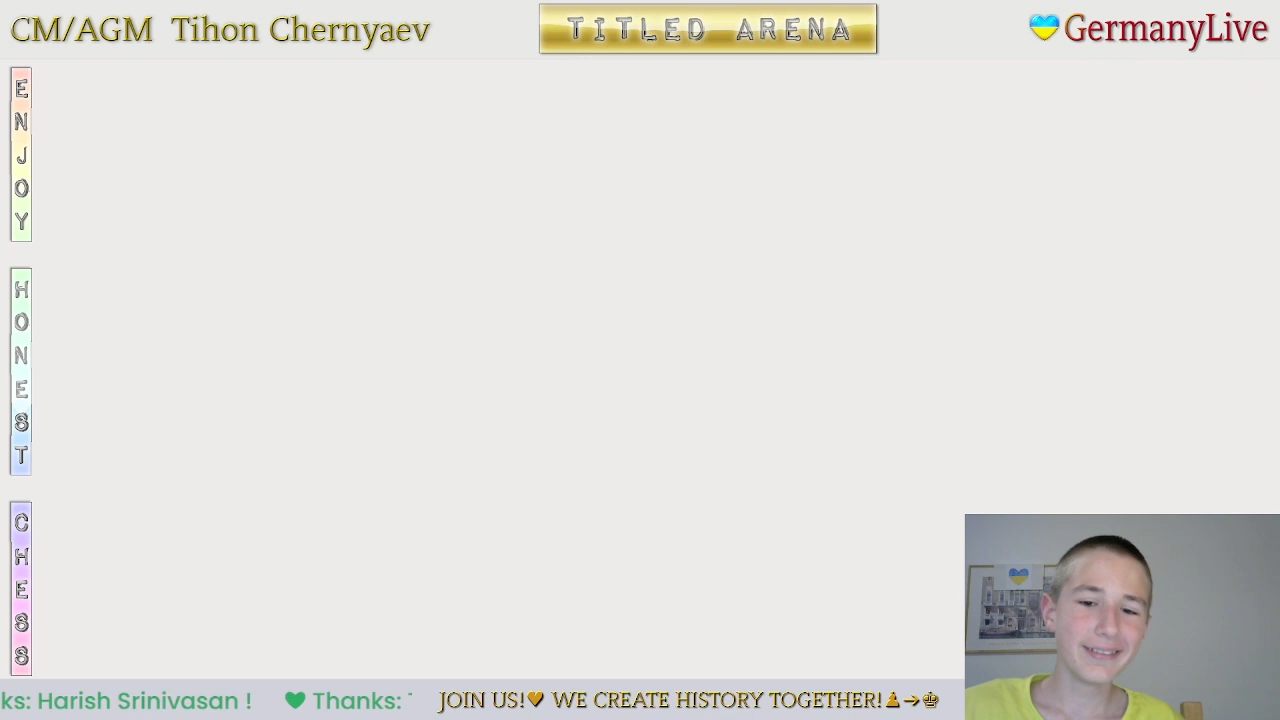 CM/AGM Tihon Chernyaev
TITLED ARENA
GermanyLive
ENJOY
HONEST
CHESS
ks: Harish Srinivasan !
Thanks:
JOIN US! WE CREATE HISTORY TOGETHER!